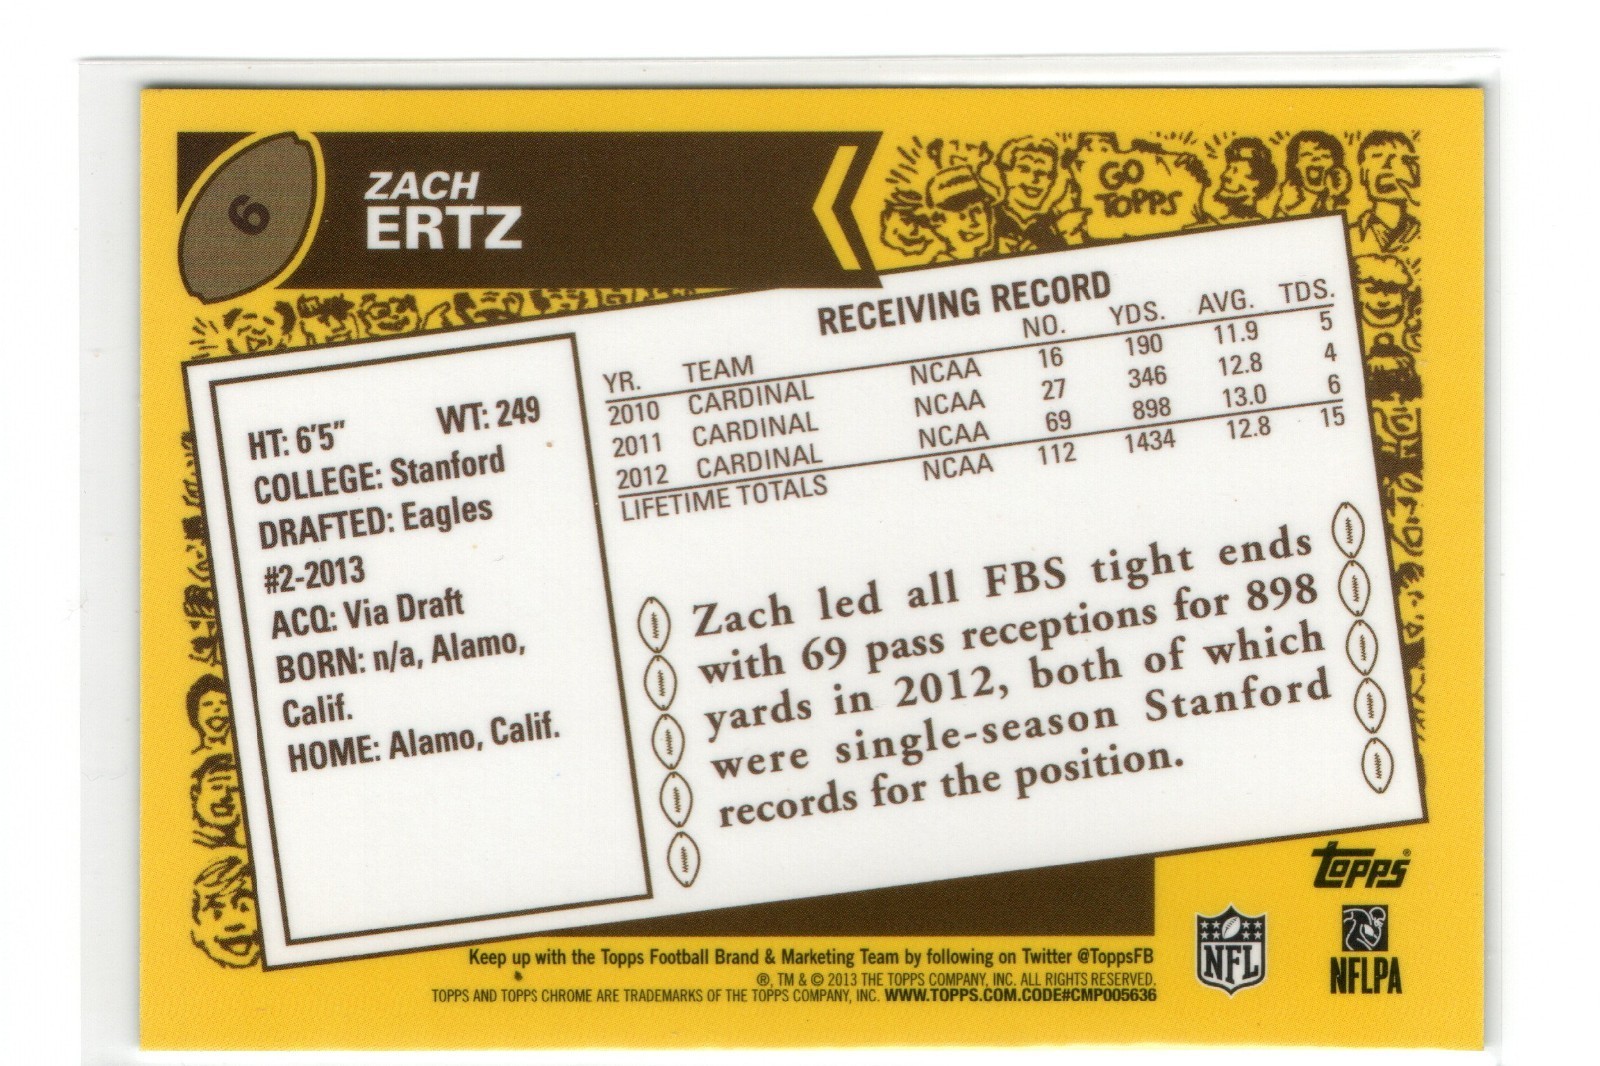 6
ZACH
ERTZ
GO
TOPPS
RECEIVING RECORD
YR. TEAM NO. YDS. AVG. TDS.
2010 CARDINAL NCAA 16 190 11.9 5
2011 CARDINAL NCAA 27 346 12.8 4
2012 CARDINAL NCAA 69 898 13.0 6
LIFETIME TOTALS NCAA 112 1434 12.8 15
HT: 6'5" WT: 249
COLLEGE: Stanford
DRAFTED: Eagles
#2-2013
ACQ: Via Draft
BORN: n/a, Alamo,
Calif.
HOME: Alamo, Calif.
Zach led all FBS tight ends
with 69 pass receptions for 898
yards in 2012, both of which
were single-season Stanford
records for the position.
Topps®
NFL
NFLPA
Keep up with the Topps Football Brand & Marketing Team by following on Twitter @ToppsFB
®, TM & © 2013 THE TOPPS COMPANY, INC. ALL RIGHTS RESERVED.
TOPPS AND TOPPS CHROME ARE TRADEMARKS OF THE TOPPS COMPANY, INC. WWW.TOPPS.COM.CODE#CMP005636